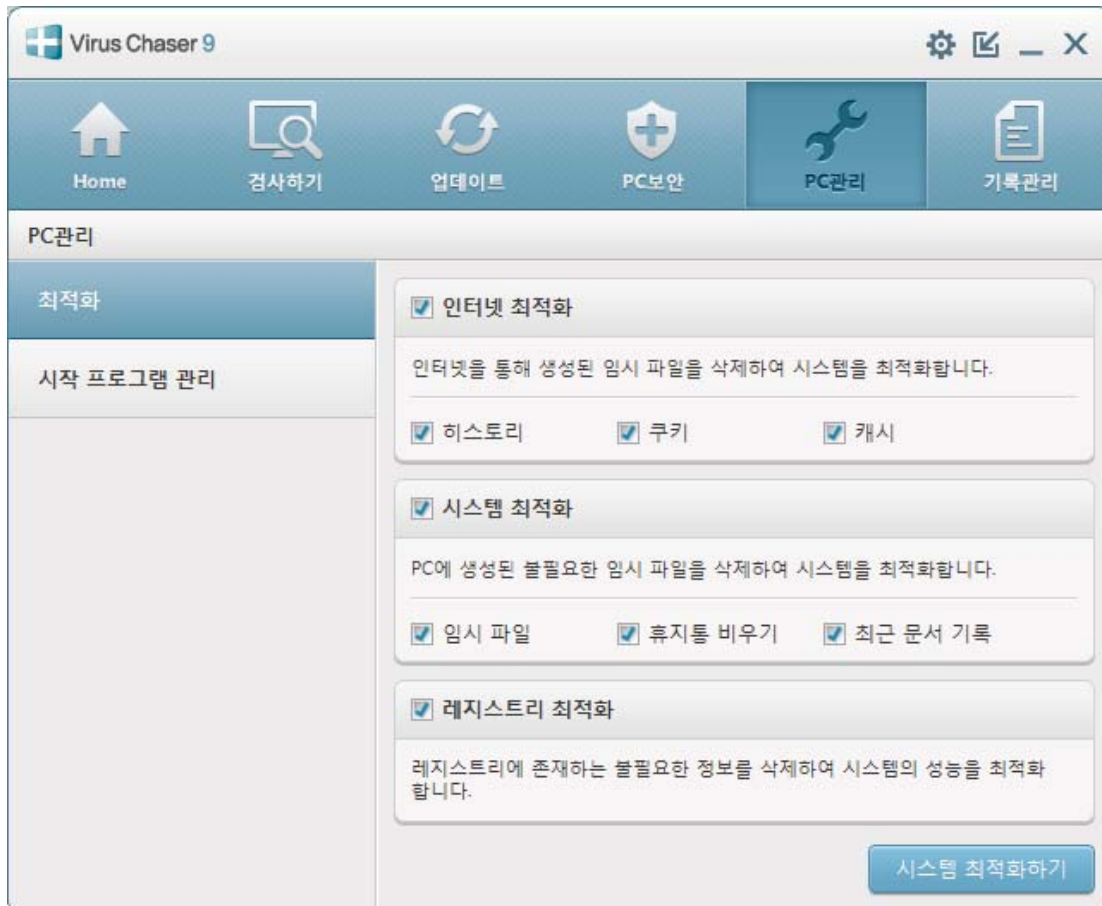 Virus Chaser 9
Home
검사하기
업데이트
PC보안
PC관리
기록관리
PC관리
최적화
시작 프로그램 관리
인터넷 최적화
인터넷을 통해 생성된 임시 파일을 삭제하여 시스템을 최적화합니다.
히스토리 쿠키 캐시
시스템 최적화
PC에 생성된 불필요한 임시 파일을 삭제하여 시스템을 최적화합니다.
임시 파일 휴지통 비우기 최근 문서 기록
레지스트리 최적화
레지스트리에 존재하는 불필요한 정보를 삭제하여 시스템의 성능을 최적화
합니다.
시스템 최적화하기